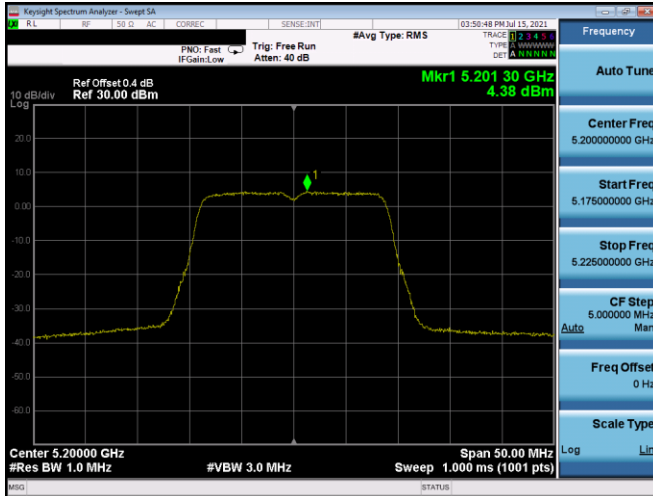 Keysight Spectrum Analyzer - Swept SA
RL RF 50 Ω AC CORREC SENSE:INT 03:50:48 PM Jul 15, 2021
#Avg Type: RMS TRACE 1 2 3 4 5 6
PNO: Fast Trig: Free Run TYPE A WWWWW
IFGain:Low Atten: 40 dB DET A N N N N N
Mkr1 5.201 30 GHz
4.38 dBm
Ref Offset 0.4 dB
10 dB/div Ref 30.00 dBm
Log
20.0
10.0
1
0.00
-10.0
-20.0
-30.0
-40.0
-50.0
-60.0
Center 5.20000 GHz Span 50.00 MHz
#Res BW 1.0 MHz #VBW 3.0 MHz Sweep 1.000 ms (1001 pts)
MSG STATUS
Frequency
Auto Tune
Center Freq
5.200000000 GHz
Start Freq
5.175000000 GHz
Stop Freq
5.225000000 GHz
CF Step
5.000000 MHz
Auto Man
Freq Offset
0 Hz
Scale Type
Log Lin